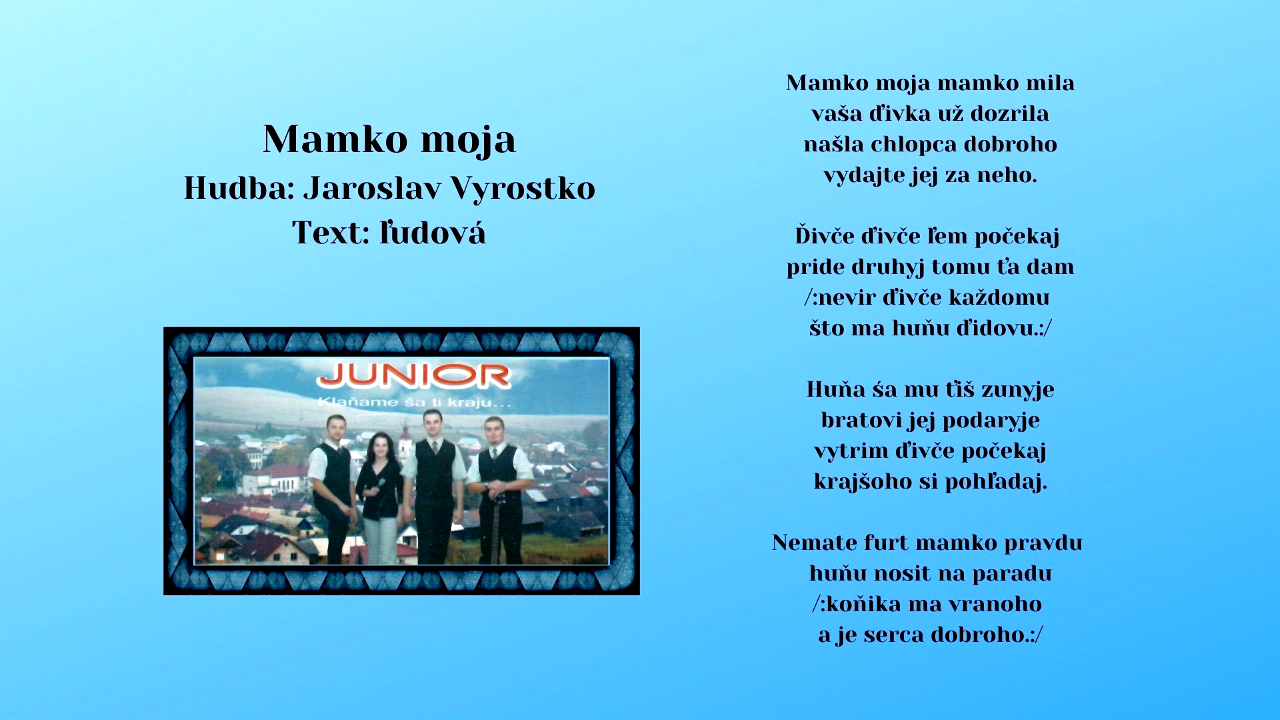 Mamko moja
Hudba: Jaroslav Vyrostko
Text: ľudová
JUNIOR
Klaňame ša ti kraju...
Mamko moja mamko mila
vaša ďivka už dozrila
našla chlopca dobroho
vydajte jej za neho.
Ďivče ďivče ľem počekaj
pride druhyj tomu ťa dam
/:nevir ďivče každomu
što ma huňu ďidovu.:/
Huňa śa mu ťiš zunyje
bratovi jej podaryje
vytrim ďivče počekaj
krajšoho si pohľadaj.
Nemate furt mamko pravdu
huňu nosit na paradu
/:koňika ma vranoho
a je serca dobroho.:/